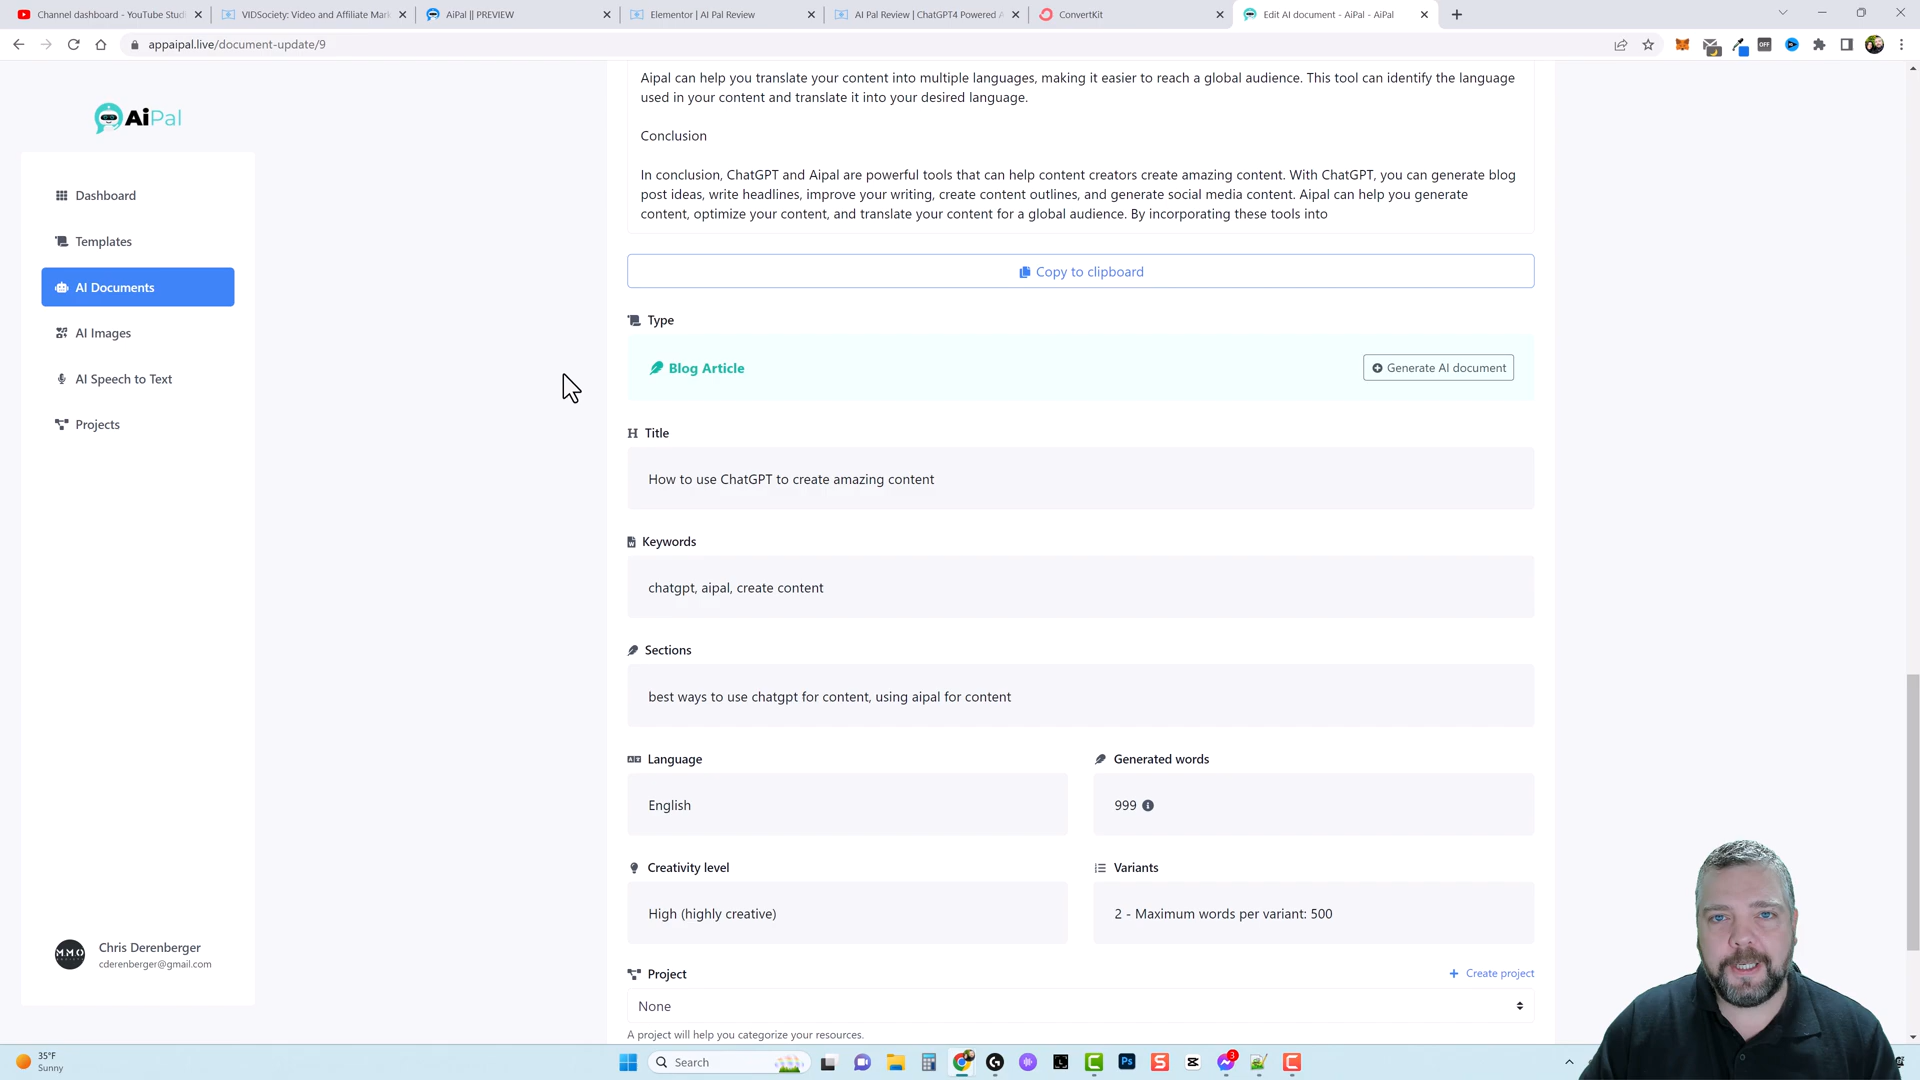 Channel dashboard - YouTube Studi
VIDSociety: Video and Affiliate Mark
AiPal || PREVIEW
Elementor | AI Pal Review
AI Pal Review | ChatGPT4 Powered A
ConvertKit
Edit AI document - AiPal - AiPal
appaipal.live/document-update/9
OFF
AiPal
Dashboard
Templates
AI Documents
AI Images
AI Speech to Text
Projects
Aipal can help you translate your content into multiple languages, making it easier to reach a global audience. This tool can identify the language
used in your content and translate it into your desired language.
Conclusion
In conclusion, ChatGPT and Aipal are powerful tools that can help content creators create amazing content. With ChatGPT, you can generate blog
post ideas, write headlines, improve your writing, create content outlines, and generate social media content. Aipal can help you generate
content, optimize your content, and translate your content for a global audience. By incorporating these tools into
Copy to clipboard
Type
Blog Article
Generate AI document
H Title
How to use ChatGPT to create amazing content
Keywords
chatgpt, aipal, create content
Sections
best ways to use chatgpt for content, using aipal for content
Language
Generated words
English
999
Creativity level
Variants
High (highly creative)
2 - Maximum words per variant: 500
Project
+ Create project
None
A project will help you categorize your resources.
M.M.O
Chris Derenberger
cderenberger@gmail.com
35°F
Sunny
Search
L
Ps
S
3
C